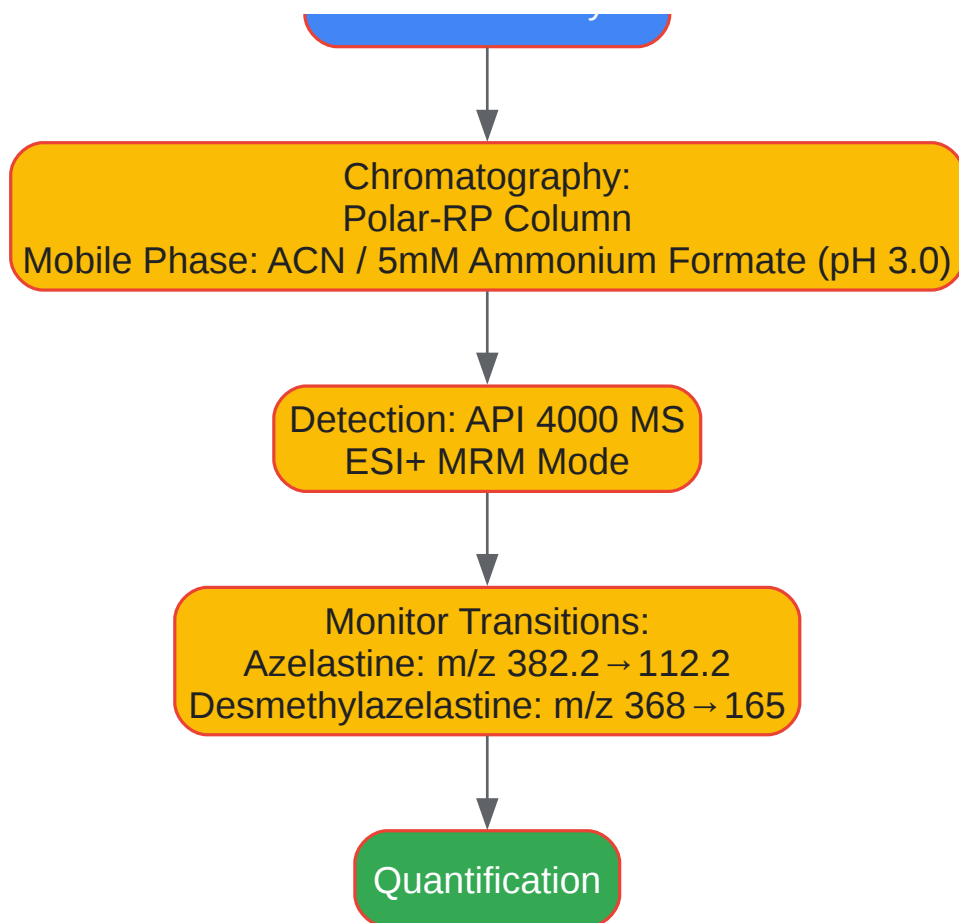 Chromatography:
Polar-RP Column
Mobile Phase: ACN / 5mM Ammonium Formate (pH 3.0)
Detection: API 4000 MS
ESI+ MRM Mode
Monitor Transitions:
Azelastine: m/z 382.2→112.2
Desmethylazelastine: m/z 368→165
Quantification